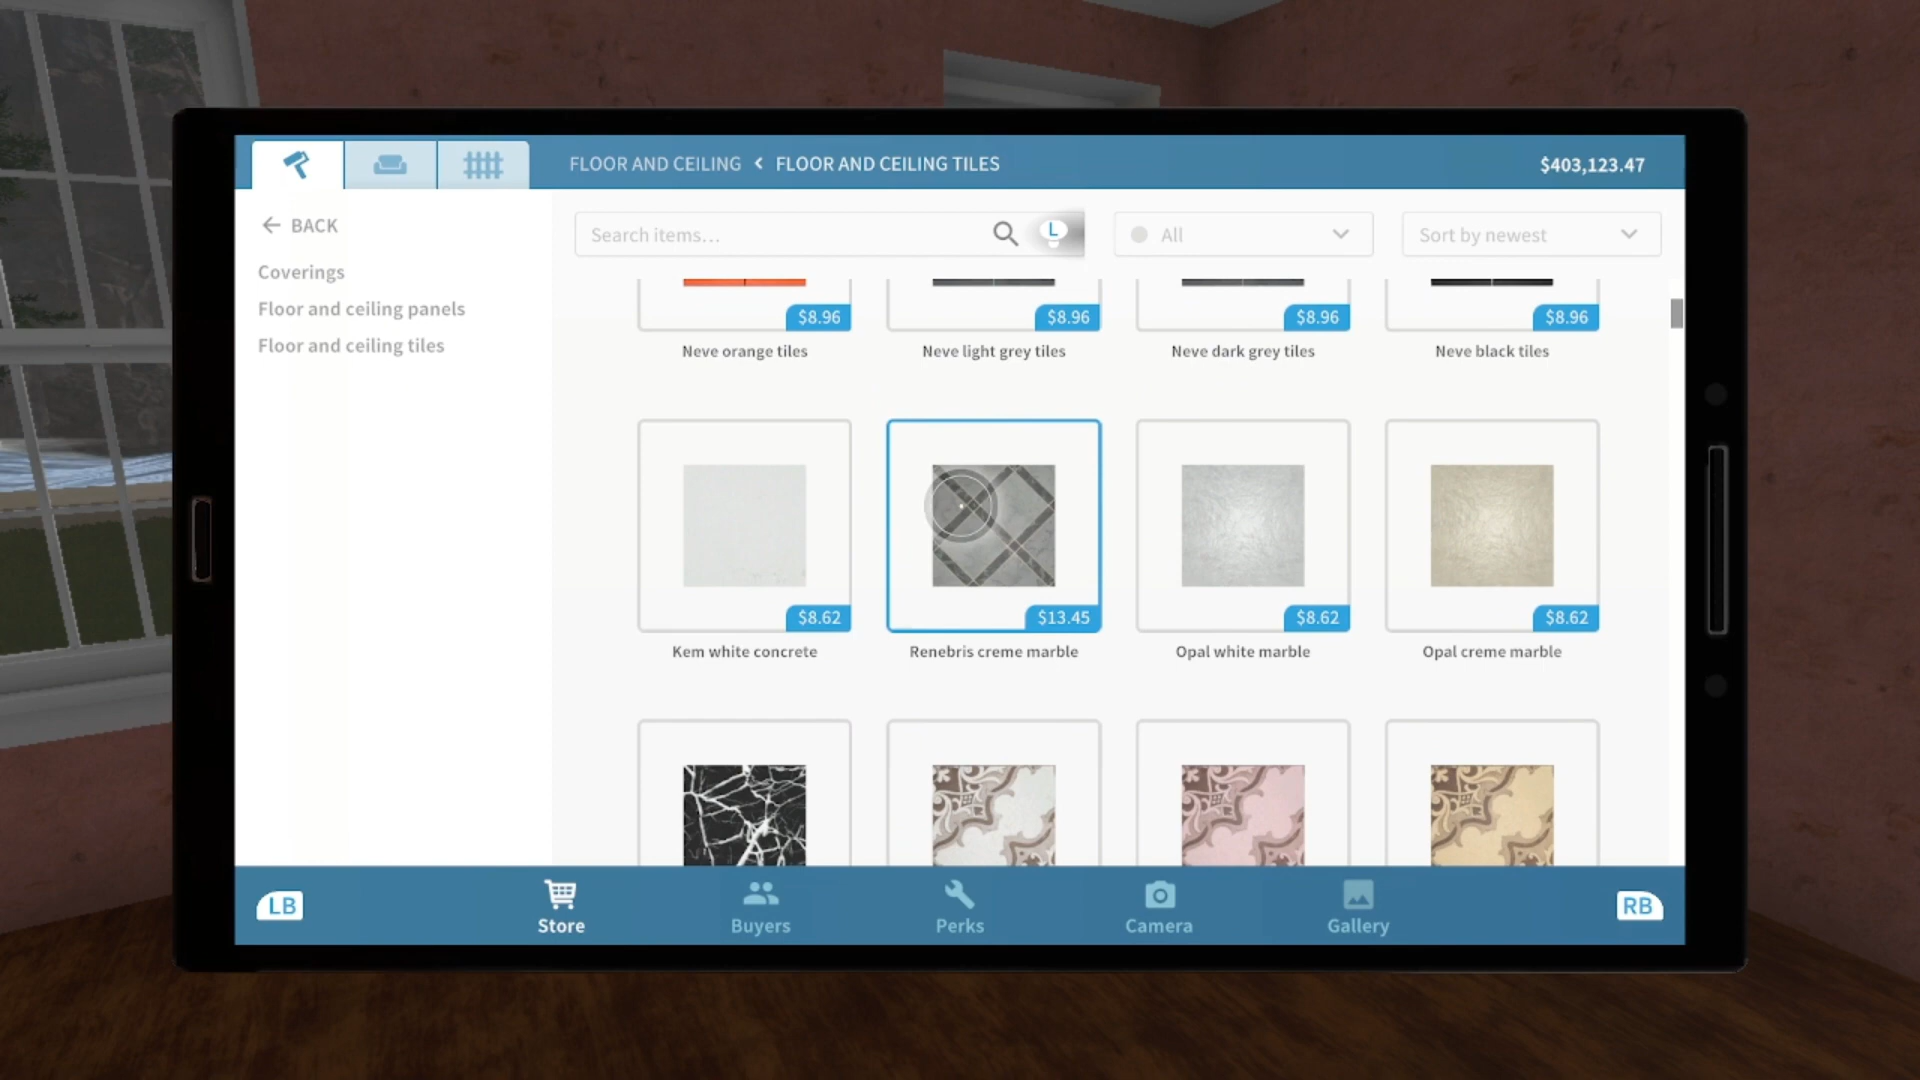 FLOOR AND CEILING < FLOOR AND CEILING TILES
$403,123.47
BACK
Coverings
Floor and ceiling panels
Floor and ceiling tiles
Search items...
L
All
Sort by newest
$8.96
$8.96
$8.96
$8.96
Neve orange tiles
Neve light grey tiles
Neve dark grey tiles
Neve black tiles
$8.62
$13.45
$8.62
$8.62
Kem white concrete
Renebris creme marble
Opal white marble
Opal creme marble
LB
Store
Buyers
Perks
Camera
Gallery
RB